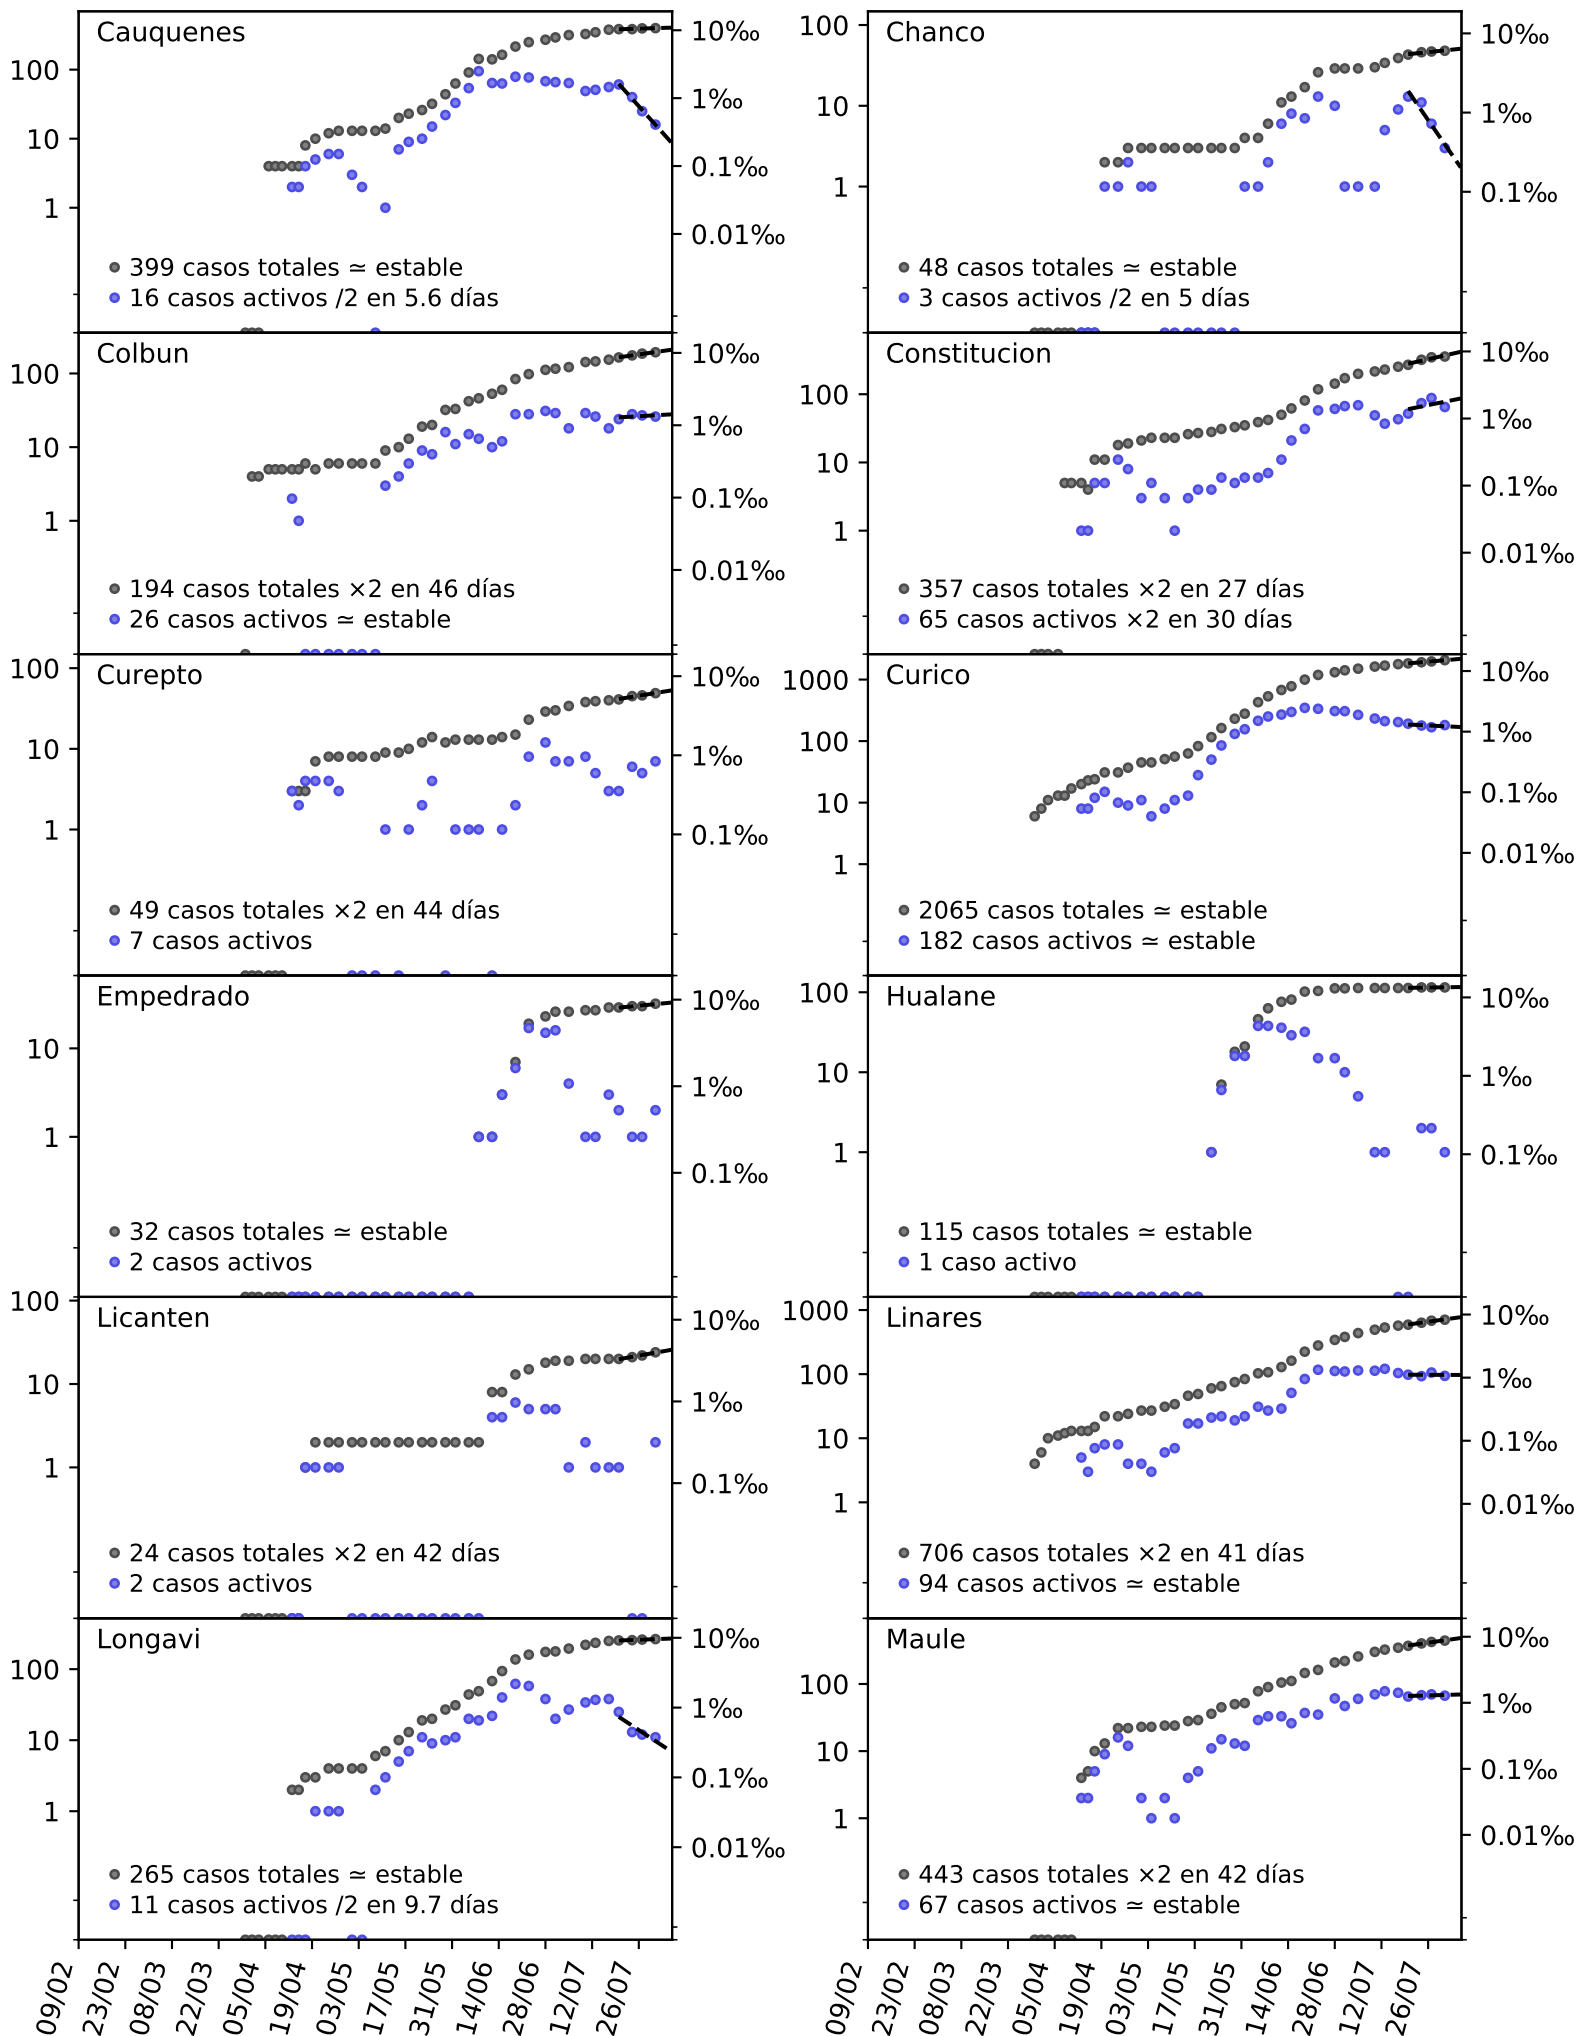 Cauquenes
100
10
1
10‰
1‰
0.1‰
0.01‰
399 casos totales ≃ estable
16 casos activos /2 en 5.6 días
Chanco
100
10
1
10‰
1‰
0.1‰
48 casos totales ≃ estable
3 casos activos /2 en 5 días
Colbun
100
10
1
10‰
1‰
0.1‰
0.01‰
194 casos totales ×2 en 46 días
26 casos activos ≃ estable
Constitucion
100
10
1
10‰
1‰
0.1‰
0.01‰
357 casos totales ×2 en 27 días
65 casos activos ×2 en 30 días
Curepto
100
10
1
10‰
1‰
0.1‰
49 casos totales ×2 en 44 días
7 casos activos
Curico
1000
100
10
1
10‰
1‰
0.1‰
0.01‰
2065 casos totales ≃ estable
182 casos activos ≃ estable
Empedrado
10
1
10‰
1‰
0.1‰
32 casos totales ≃ estable
2 casos activos
Hualane
100
10
1
10‰
1‰
0.1‰
115 casos totales ≃ estable
1 caso activo
Licanten
100
10
1
10‰
1‰
0.1‰
24 casos totales ×2 en 42 días
2 casos activos
Linares
1000
100
10
1
10‰
1‰
0.1‰
0.01‰
706 casos totales ×2 en 41 días
94 casos activos ≃ estable
Longavi
100
10
1
10‰
1‰
0.1‰
0.01‰
265 casos totales ≃ estable
11 casos activos /2 en 9.7 días
Maule
100
10
1
10‰
1‰
0.1‰
0.01‰
443 casos totales ×2 en 42 días
67 casos activos ≃ estable
09/02
23/02
08/03
22/03
05/04
19/04
03/05
17/05
31/05
14/06
28/06
12/07
26/07
09/02
23/02
08/03
22/03
05/04
19/04
03/05
17/05
31/05
14/06
28/06
12/07
26/07